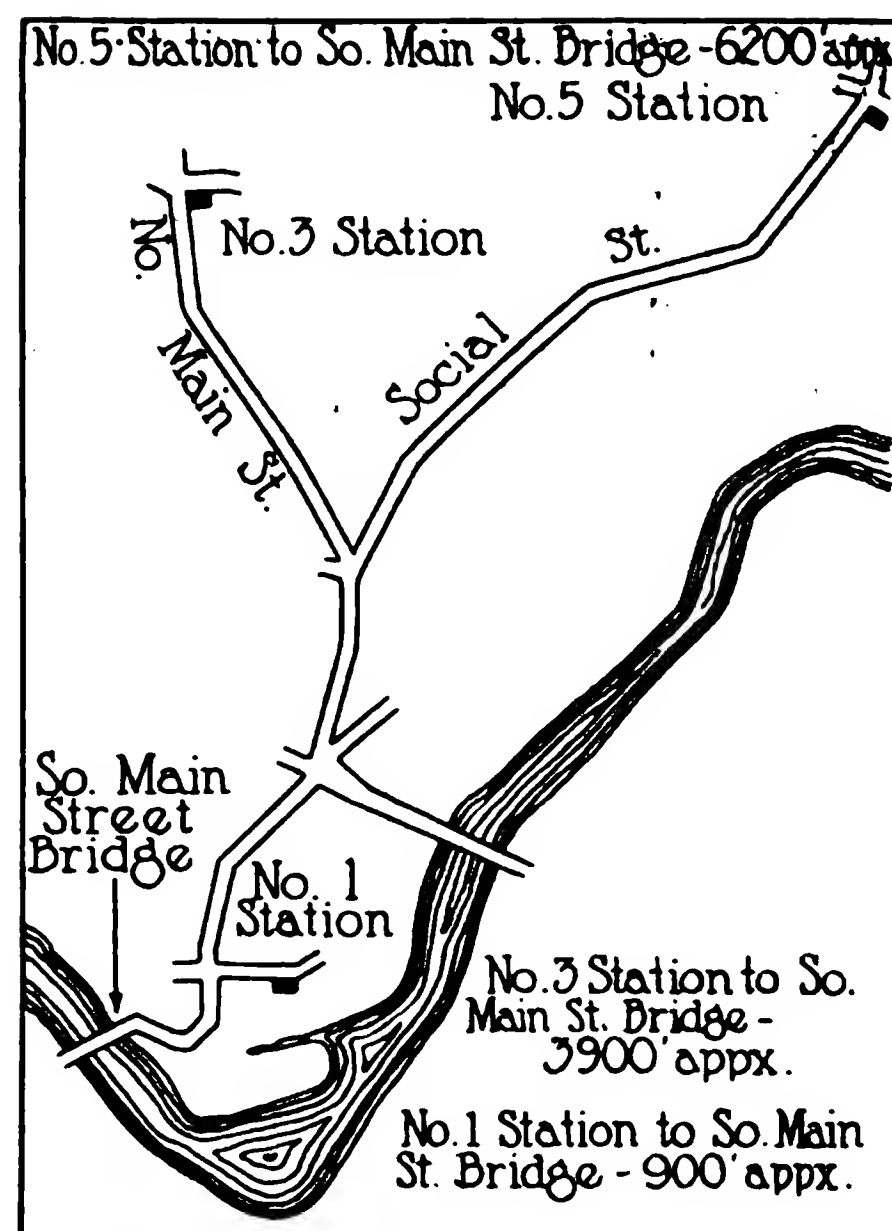 No. 5 Station to So. Main St. Bridge - 6200' appx
No. 5 Station
No. 3 Station
No.
Main St.
Social
St.
So. Main
Street
Bridge
No. 1
Station
No. 3 Station to So.
Main St. Bridge -
3900' appx.
No. 1 Station to So. Main
St. Bridge - 900' appx.